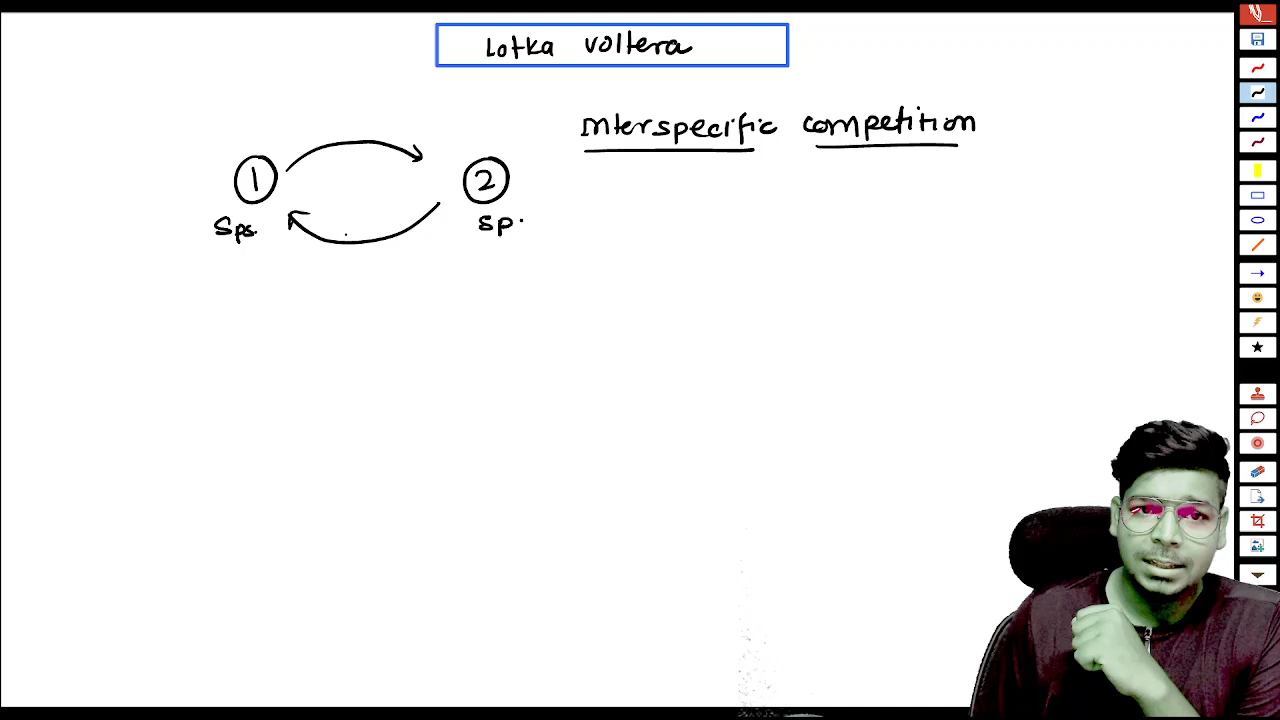 Lotka voltera
Interspecific competition
1 2
Sps. sp.